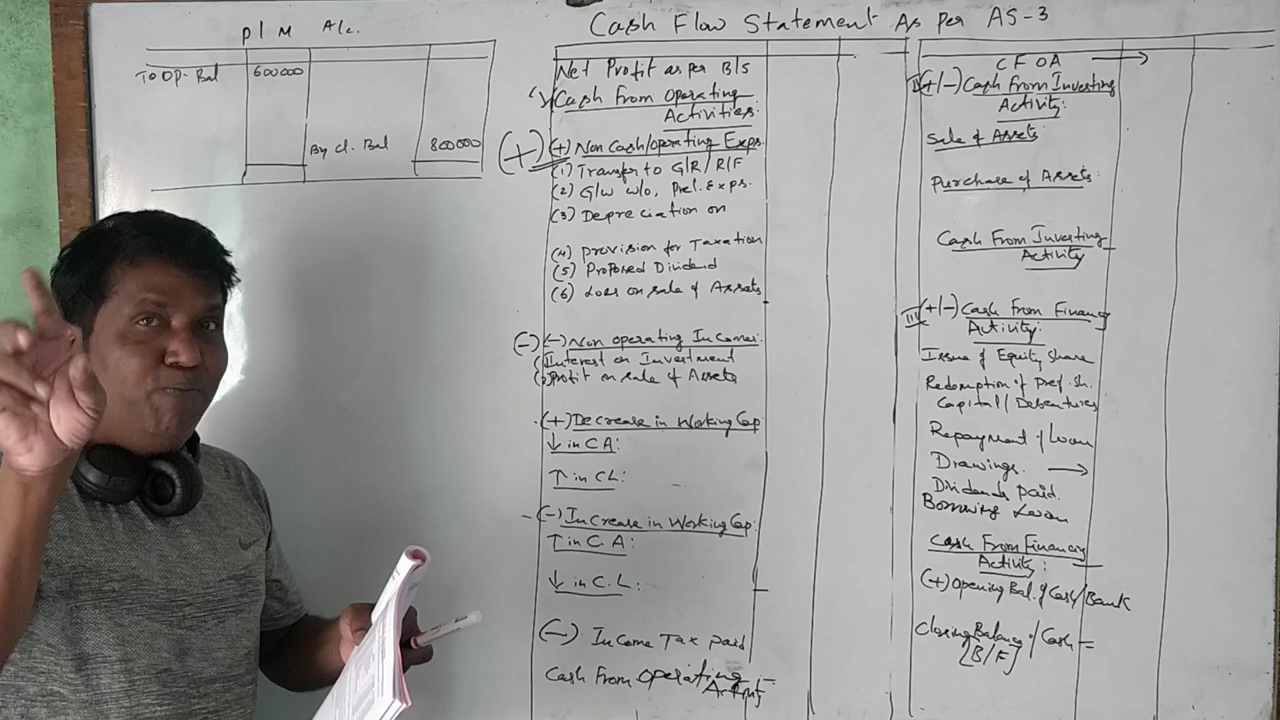 Cash Flow Statement As per AS-3
P l M A/c.
To Op- Bal 600000
By Cl. Bal 800000
Net Profit as per B/S
Cash From Operating
Activities:
(+) (+) Non Cash/operating Exps.
(1) Transfer to G/R / R/F
(2) G/w w/o, Prel. Exps.
(3) Depreciation on
(4) Provision for Taxation
(5) Proposed Dividend
(6) Loss on sale of Assets
(-) (-) Non operating Incomes:
Interest on Investment
Profit on sale of Assets
(+) Decrease in Working Cap
↓ in CA:
↑ in CL:
(-) Increase in Working Cap:
↑ in C A:
↓ in C.L:
(-) Income Tax paid
Cash From Operating
Activity
C F O A →
II (+/-) Cash From Investing
Activity:
Sale of Assets
Purchase of Assets:
Cash From Investing
Activity
III (+/-) Cash From Financy
Activity:
Issue of Equity share
Redemption of Pref. Sh.
Capital / Debentures
Repayment of Loan
Drawings. →
Dividends paid.
Borrowing Loan
Cash From Financy
Activity:
(+) Opening Bal. of Cash/Bank
Closing Balance of Cash =
[B/F]